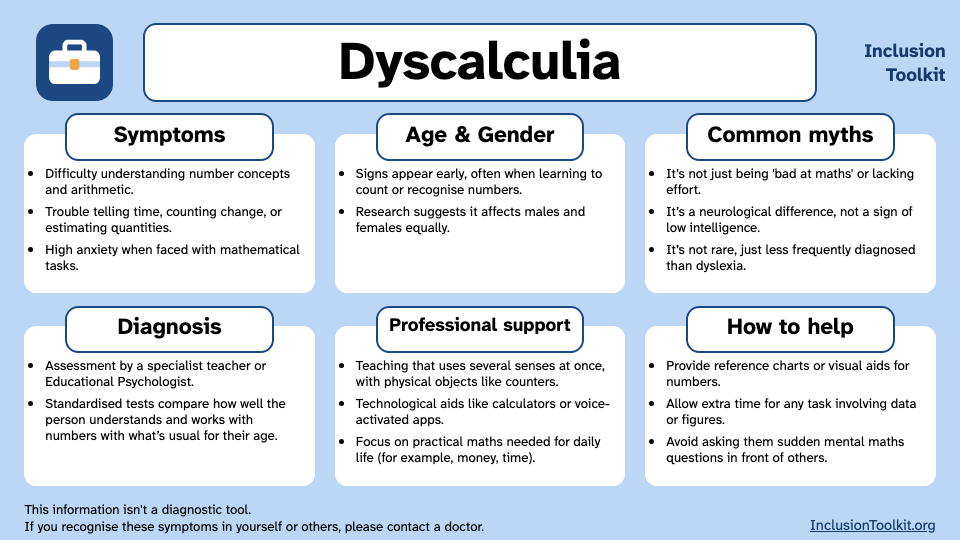 Dyscalculia
Inclusion
Toolkit
Symptoms
• Difficulty understanding number concepts
and arithmetic.
• Trouble telling time, counting change, or
estimating quantities.
• High anxiety when faced with mathematical
tasks.
Age & Gender
• Signs appear early, often when learning to
count or recognise numbers.
• Research suggests it affects males and
females equally.
Common myths
• It's not just being 'bad at maths' or lacking
effort.
• It's a neurological difference, not a sign of
low intelligence.
• It's not rare, just less frequently diagnosed
than dyslexia.
Diagnosis
• Assessment by a specialist teacher or
Educational Psychologist.
• Standardised tests compare how well the
person understands and works with
numbers with what's usual for their age.
Professional support
• Teaching that uses several senses at once,
with physical objects like counters.
• Technological aids like calculators or voice-
activated apps.
• Focus on practical maths needed for daily
life (for example, money, time).
How to help
• Provide reference charts or visual aids for
numbers.
• Allow extra time for any task involving data
or figures.
• Avoid asking them sudden mental maths
questions in front of others.
This information isn't a diagnostic tool.
If you recognise these symptoms in yourself or others, please contact a doctor.
InclusionToolkit.org